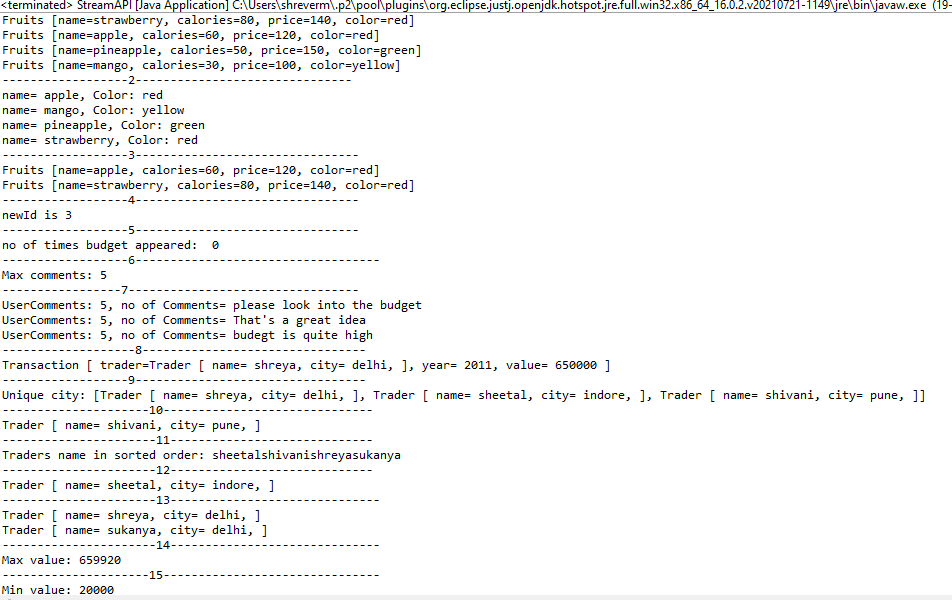 <terminated> StreamAPI [Java Application] C:\Users\shreverm\.p2\pool\plugins\org.eclipse.justj.openjdk.hotspot.jre.full.win32.x86_64_16.0.2.v20210721-1149\jre\bin\javaw.exe (19-
Fruits [name=strawberry, calories=80, price=140, color=red]
Fruits [name=apple, calories=60, price=120, color=red]
Fruits [name=pineapple, calories=50, price=150, color=green]
Fruits [name=mango, calories=30, price=100, color=yellow]
------------------2-------------------------------
name= apple, Color: red
name= mango, Color: yellow
name= pineapple, Color: green
name= strawberry, Color: red
------------------3--------------------------------
Fruits [name=apple, calories=60, price=120, color=red]
Fruits [name=strawberry, calories=80, price=140, color=red]
------------------4--------------------------------
newId is 3
------------------5--------------------------------
no of times budget appeared:  0
------------------6-----------------------------------
Max comments: 5
-----------------7---------------------------------
UserComments: 5, no of Comments= please look into the budget
UserComments: 5, no of Comments= That's a great idea
UserComments: 5, no of Comments= budegt is quite high
-------------------8--------------------------------
Transaction [ trader=Trader [ name= shreya, city= delhi, ], year= 2011, value= 650000 ]
------------------9---------------------------------
Unique city: [Trader [ name= shreya, city= delhi, ], Trader [ name= sheetal, city= indore, ], Trader [ name= shivani, city= pune, ]]
---------------------10------------------------------
Trader [ name= shivani, city= pune, ]
----------------------11-----------------------------
Traders name in sorted order: sheetalshivanishreyasukanya
----------------------12-----------------------------
Trader [ name= sheetal, city= indore, ]
----------------------13------------------------------
Trader [ name= shreya, city= delhi, ]
Trader [ name= sukanya, city= delhi, ]
----------------------14------------------------------
Max value: 659920
---------------------15-------------------------------
Min value: 20000